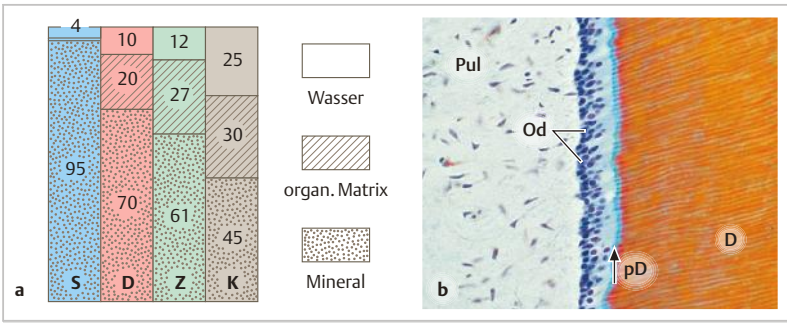 4
95
S
10
20
70
D
12
27
61
Z
25
30
45
K
Wasser
organ. Matrix
Mineral
a
Pul
Od
pD
D
b